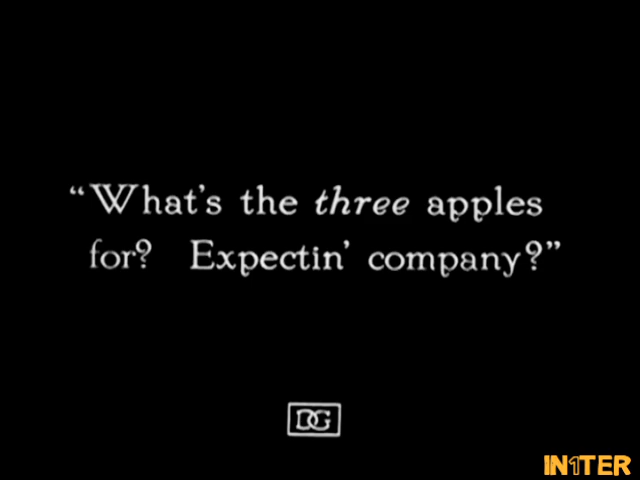 “What's the three apples
for? Expectin' company?”
DG
IN1TER